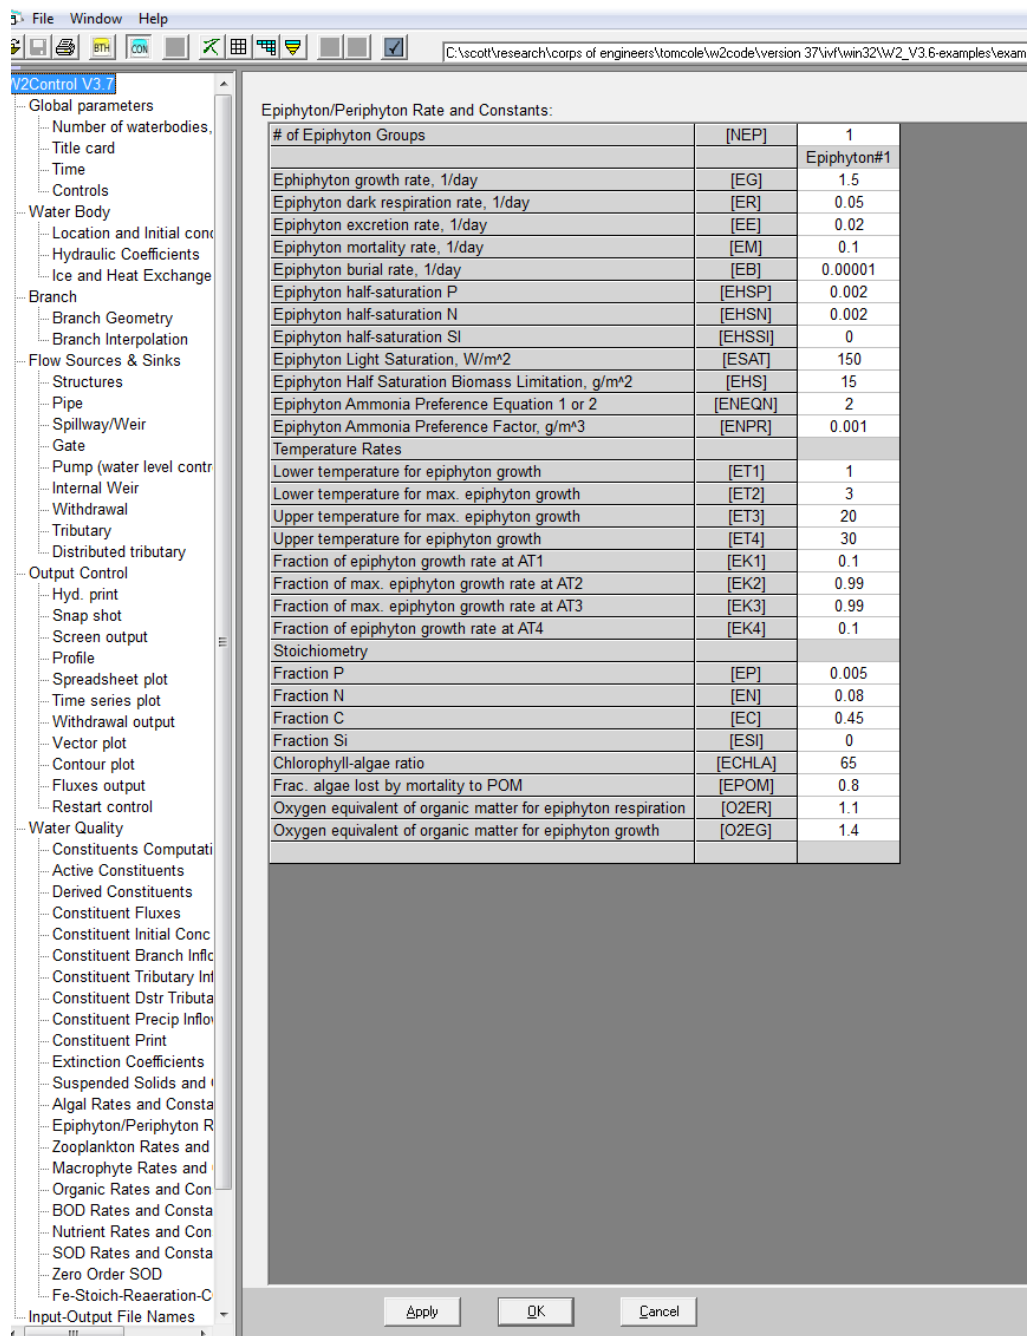 File Window Help
BTH CON
C:\scott\research\corps of engineers\tomcole\w2code\version 37\ivf\win32\W2_V3.6-examples\exam
W2Control V3.7
Global parameters
Number of waterbodies,
Title card
Time
Controls
Water Body
Location and Initial cond
Hydraulic Coefficients
Ice and Heat Exchange
Branch
Branch Geometry
Branch Interpolation
Flow Sources & Sinks
Structures
Pipe
Spillway/Weir
Gate
Pump (water level contr
Internal Weir
Withdrawal
Tributary
Distributed tributary
Output Control
Hyd. print
Snap shot
Screen output
Profile
Spreadsheet plot
Time series plot
Withdrawal output
Vector plot
Contour plot
Fluxes output
Restart control
Water Quality
Constituents Computati
Active Constituents
Derived Constituents
Constituent Fluxes
Constituent Initial Conc
Constituent Branch Inflo
Constituent Tributary Inf
Constituent Dstr Tributa
Constituent Precip Inflow
Constituent Print
Extinction Coefficients
Suspended Solids and
Algal Rates and Consta
Epiphyton/Periphyton R
Zooplankton Rates and
Macrophyte Rates and
Organic Rates and Con
BOD Rates and Consta
Nutrient Rates and Con
SOD Rates and Consta
Zero Order SOD
Fe-Stoich-Reaeration-C
Input-Output File Names
Epiphyton/Periphyton Rate and Constants:
# of Epiphyton Groups [NEP] 1
Epiphyton#1
Ephiphyton growth rate, 1/day [EG] 1.5
Epiphyton dark respiration rate, 1/day [ER] 0.05
Epiphyton excretion rate, 1/day [EE] 0.02
Epiphyton mortality rate, 1/day [EM] 0.1
Epiphyton burial rate, 1/day [EB] 0.00001
Epiphyton half-saturation P [EHSP] 0.002
Epiphyton half-saturation N [EHSN] 0.002
Epiphyton half-saturation SI [EHSSI] 0
Epiphyton Light Saturation, W/m^2 [ESAT] 150
Epiphyton Half Saturation Biomass Limitation, g/m^2 [EHS] 15
Epiphyton Ammonia Preference Equation 1 or 2 [ENEQN] 2
Epiphyton Ammonia Preference Factor, g/m^3 [ENPR] 0.001
Temperature Rates
Lower temperature for epiphyton growth [ET1] 1
Lower temperature for max. epiphyton growth [ET2] 3
Upper temperature for max. epiphyton growth [ET3] 20
Upper temperature for epiphyton growth [ET4] 30
Fraction of epiphyton growth rate at AT1 [EK1] 0.1
Fraction of max. epiphyton growth rate at AT2 [EK2] 0.99
Fraction of max. epiphyton growth rate at AT3 [EK3] 0.99
Fraction of epiphyton growth rate at AT4 [EK4] 0.1
Stoichiometry
Fraction P [EP] 0.005
Fraction N [EN] 0.08
Fraction C [EC] 0.45
Fraction Si [ESI] 0
Chlorophyll-algae ratio [ECHLA] 65
Frac. algae lost by mortality to POM [EPOM] 0.8
Oxygen equivalent of organic matter for epiphyton respiration [O2ER] 1.1
Oxygen equivalent of organic matter for epiphyton growth [O2EG] 1.4
Apply OK Cancel